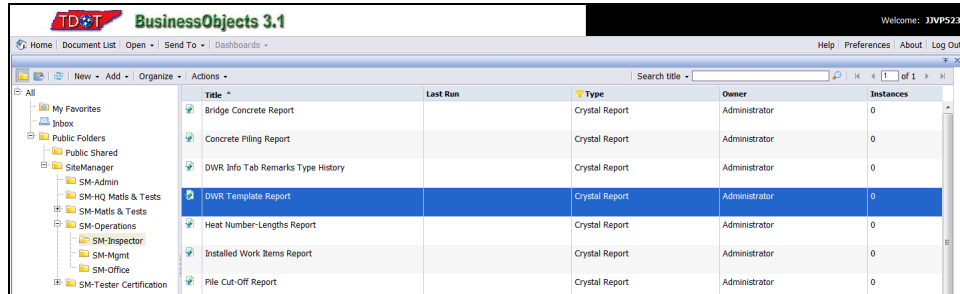 TDOT BusinessObjects 3.1 Welcome: JJVP523
Home Document List Open Send To Dashboards Help Preferences About Log Out
New Add Organize Actions Search title 1 of 1
All
My Favorites
Inbox
Public Folders
Public Shared
SiteManager
SM-Admin
SM-HQ Matls & Tests
SM-Matls & Tests
SM-Operations
SM-Inspector
SM-Mgmt
SM-Office
SM-Tester Certification
Title Last Run Type Owner Instances
Bridge Concrete Report Crystal Report Administrator 0
Concrete Piling Report Crystal Report Administrator 0
DWR Info Tab Remarks Type History Crystal Report Administrator 0
DWR Template Report Crystal Report Administrator 0
Heat Number-Lengths Report Crystal Report Administrator 0
Installed Work Items Report Crystal Report Administrator 0
Pile Cut-Off Report Crystal Report Administrator 0